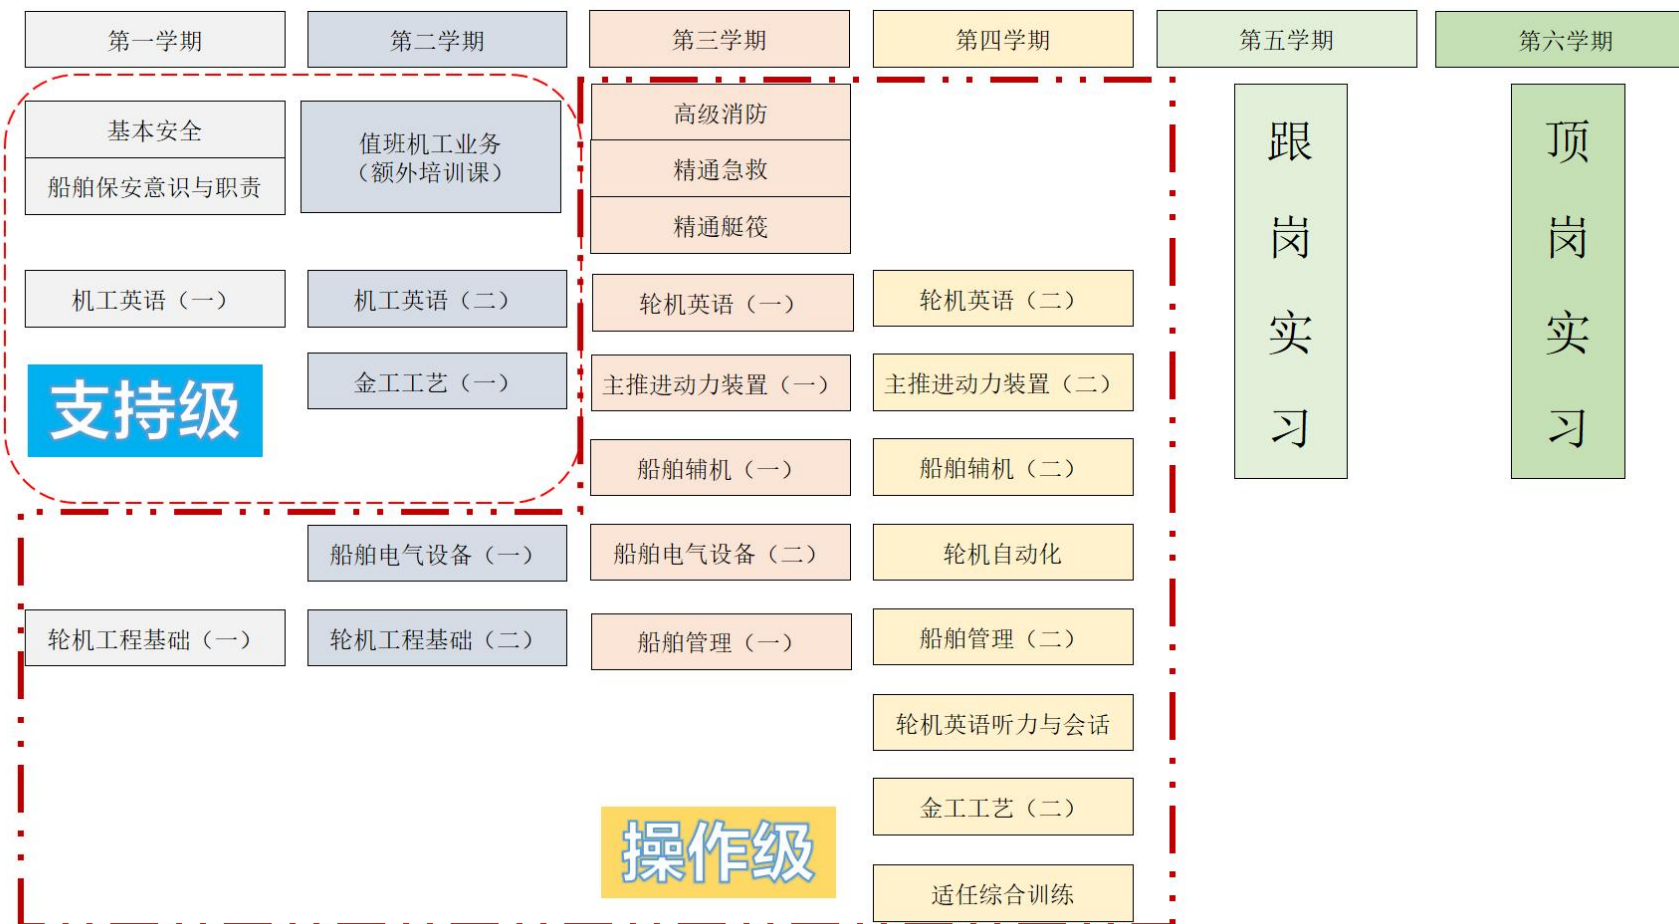 第一学期
第二学期
第三学期
第四学期
第五学期
第六学期
基本安全
船舶保安意识与职责
值班机工业务
（额外培训课）
高级消防
精通急救
精通艇筏
机工英语（一）
机工英语（二）
轮机英语（一）
轮机英语（二）
支持级
金工工艺（一）
主推进动力装置（一）
主推进动力装置（二）
船舶辅机（一）
船舶辅机（二）
船舶电气设备（一）
船舶电气设备（二）
轮机自动化
轮机工程基础（一）
轮机工程基础（二）
船舶管理（一）
船舶管理（二）
轮机英语听力与会话
金工工艺（二）
操作级
适任综合训练
跟岗实习
顶岗实习